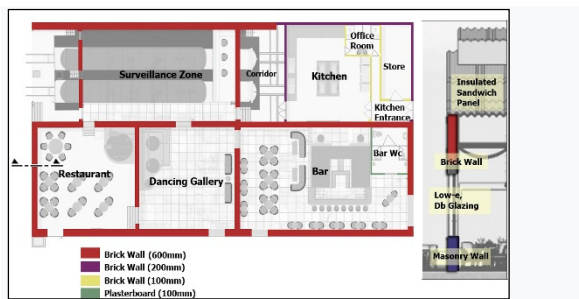 Surveillance Zone
Corridor
Office
Room
Kitchen
Store
Kitchen
Entrance
Restaurant
Dancing Gallery
Bar
Bar Wc
Insulated
Sandwich
Panel
Brick Wall
Low-e,
Db Glazing
Masonry Wall
Brick Wall (600mm)
Brick Wall (200mm)
Brick Wall (100mm)
Plasterboard (100mm)